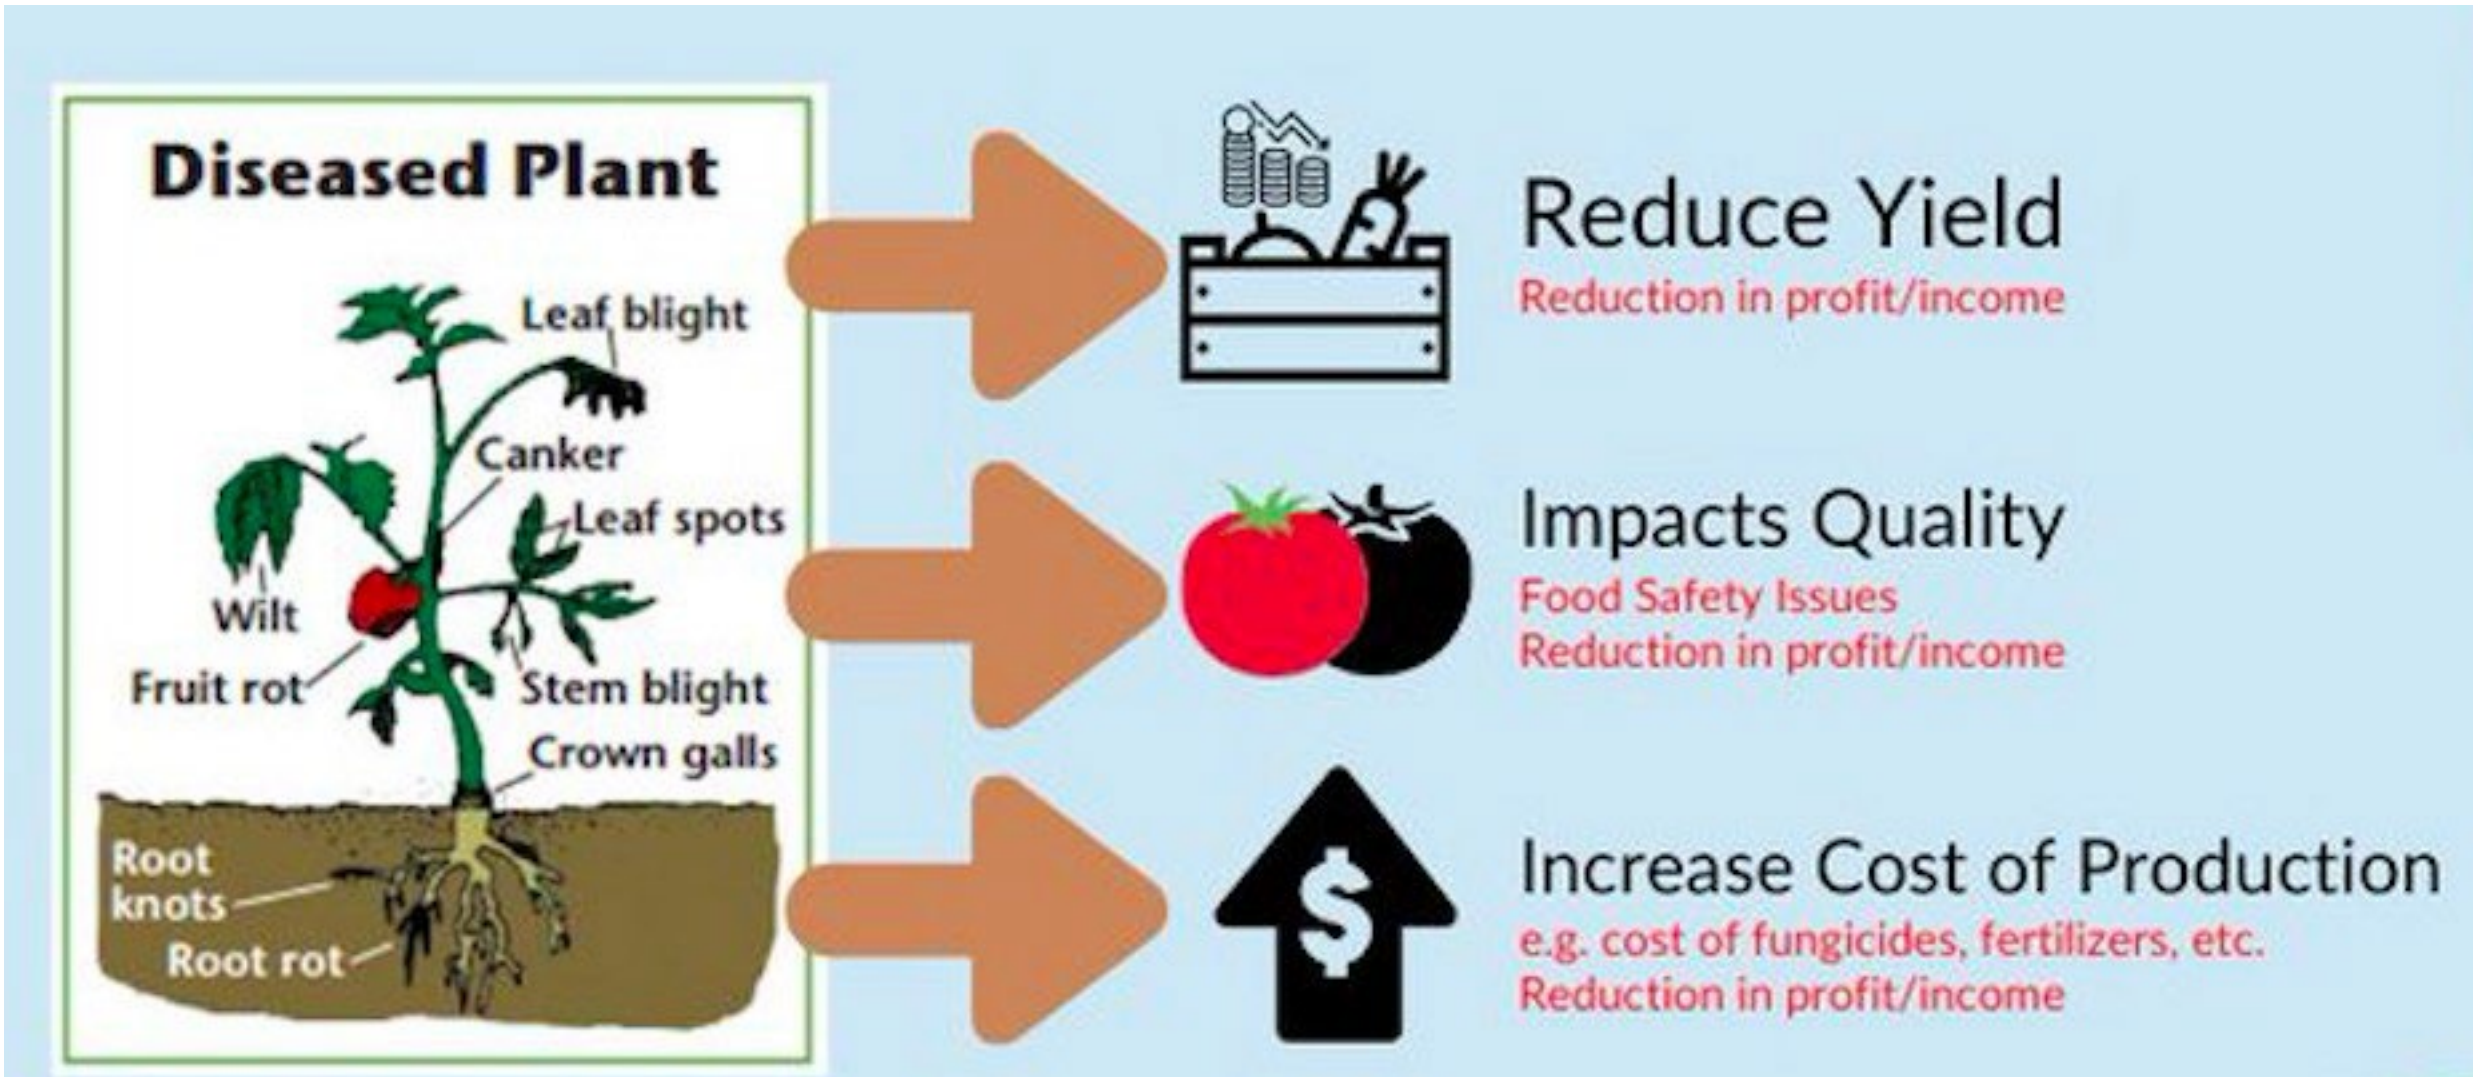 Diseased Plant
Leaf blight
Canker
Leaf spots
Wilt
Fruit rot
Stem blight
Crown galls
Root
knots
Root rot
Reduce Yield
Reduction in profit/income
Impacts Quality
Food Safety Issues
Reduction in profit/income
$
Increase Cost of Production
e.g. cost of fungicides, fertilizers, etc.
Reduction in profit/income